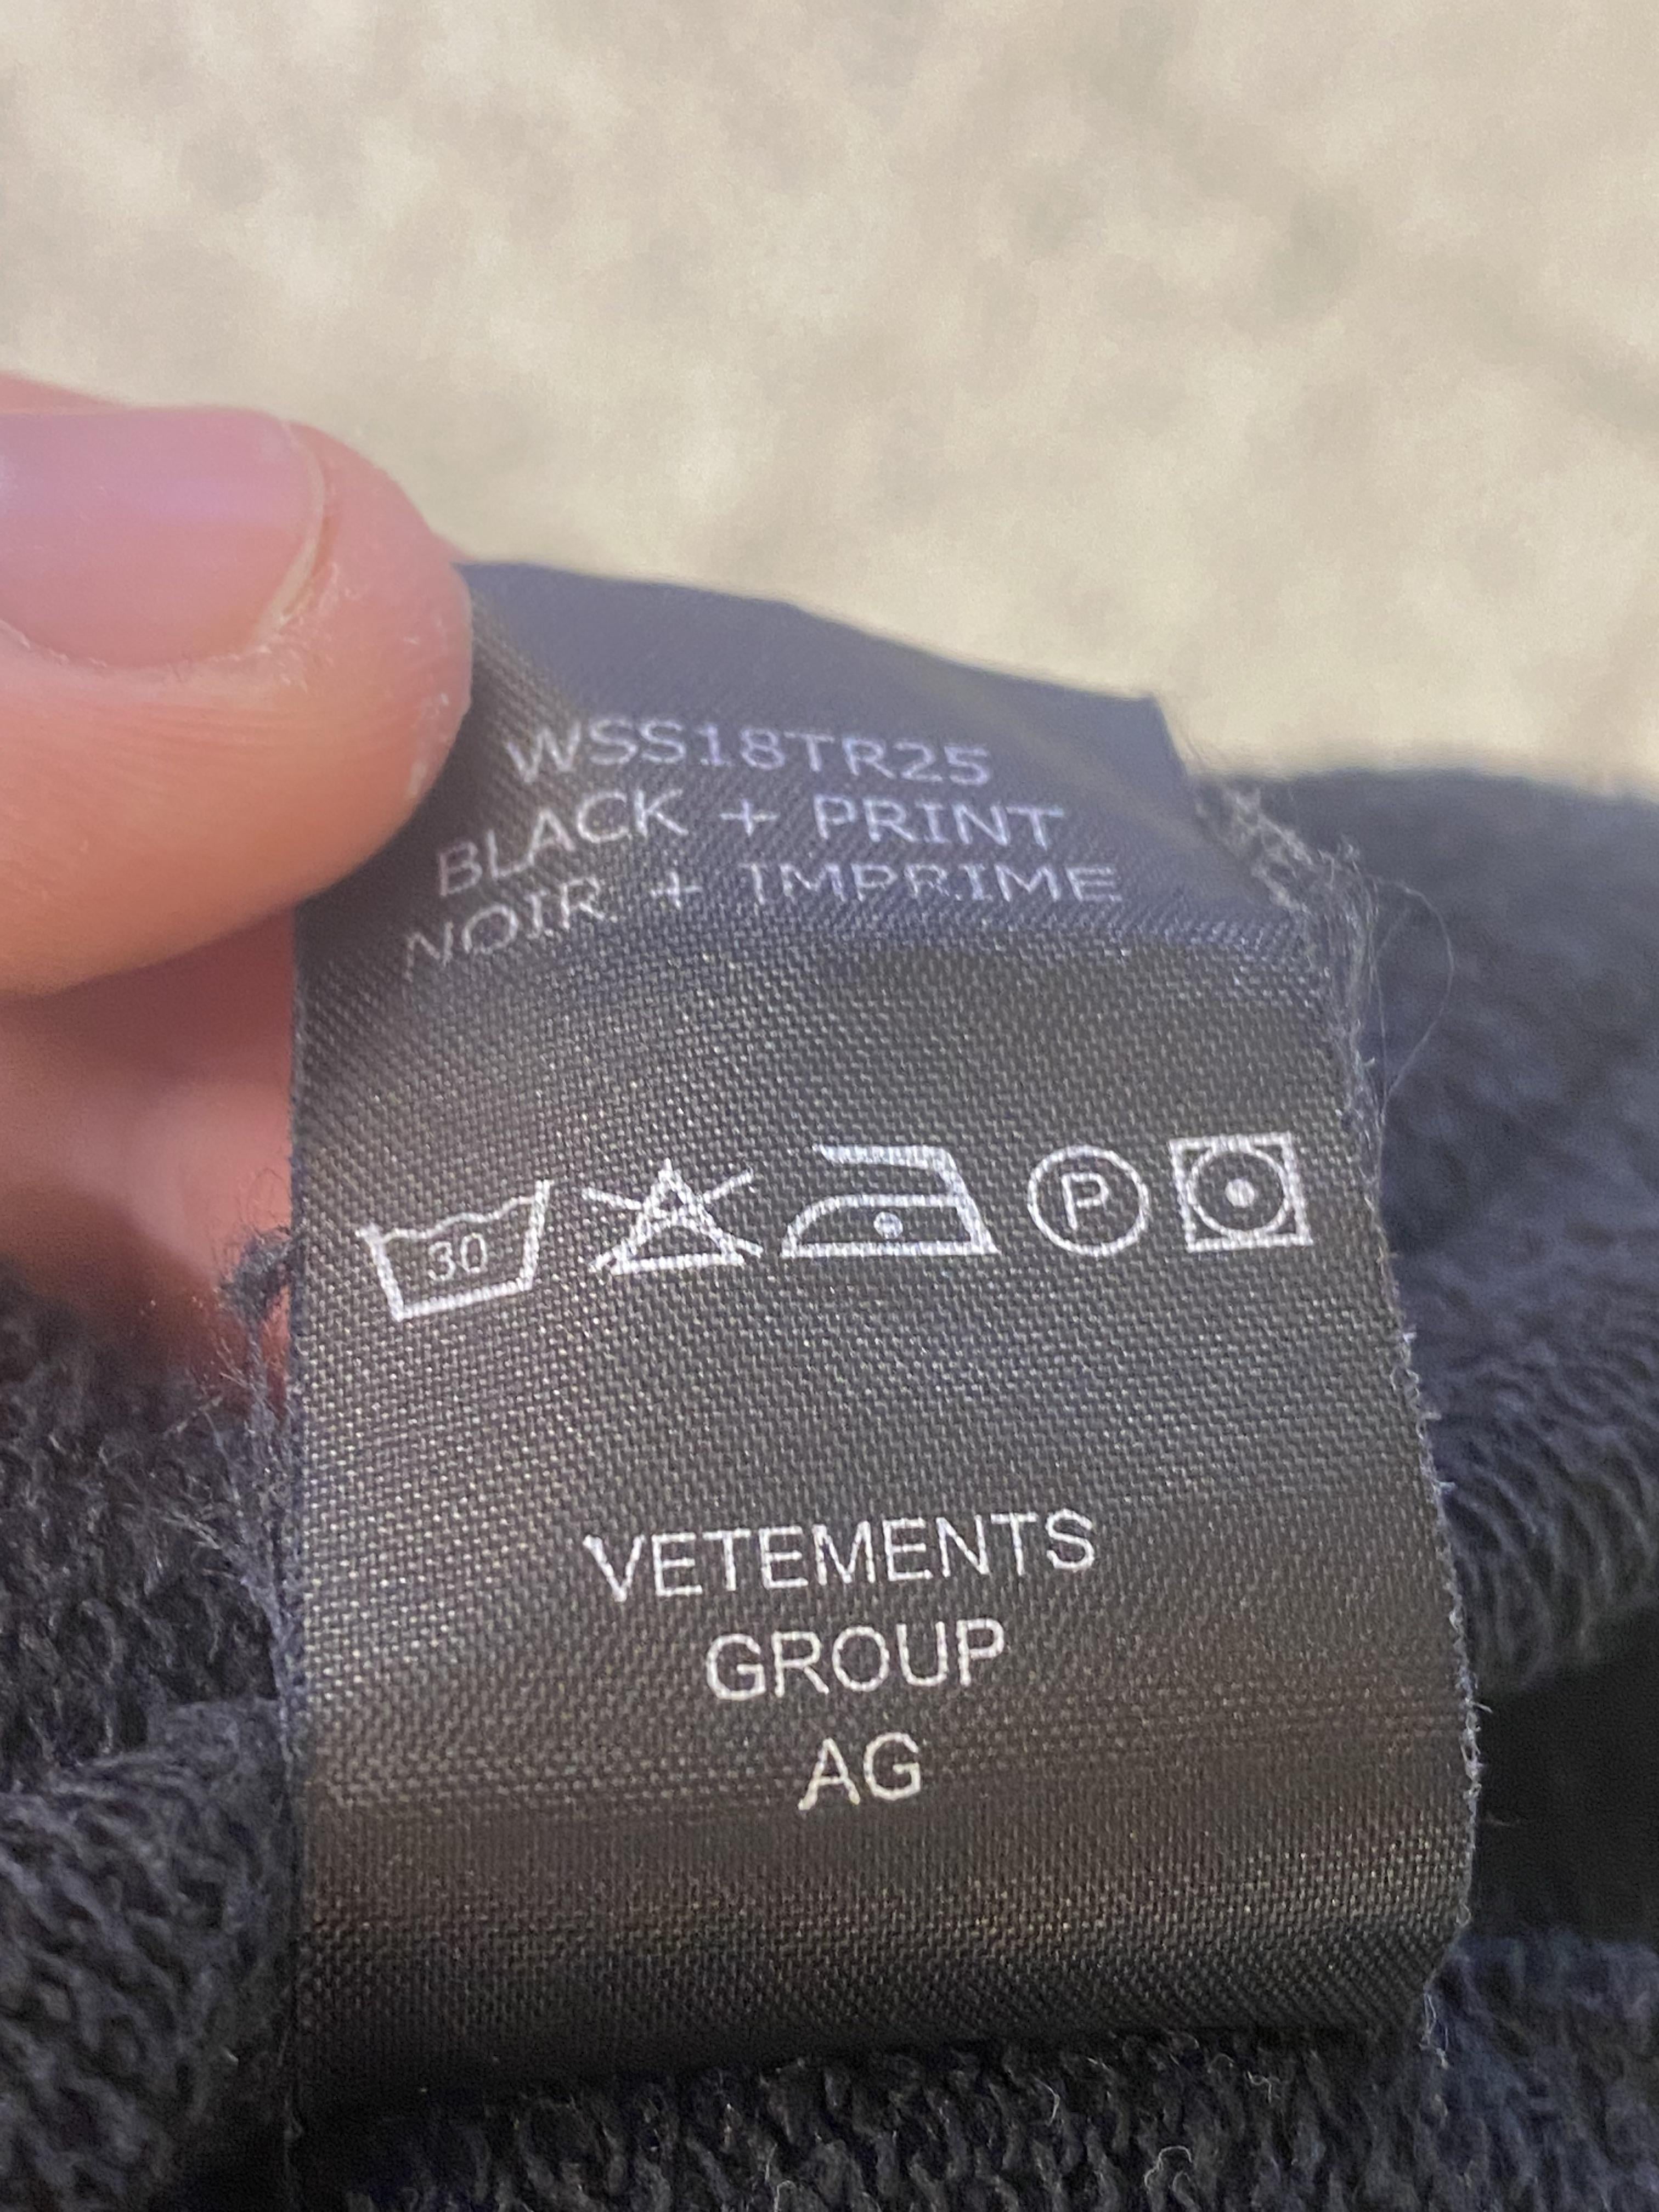 WSS18TR25
BLACK + PRINT
NOIR + IMPRIME
30 P
VETEMENTS
GROUP
AG